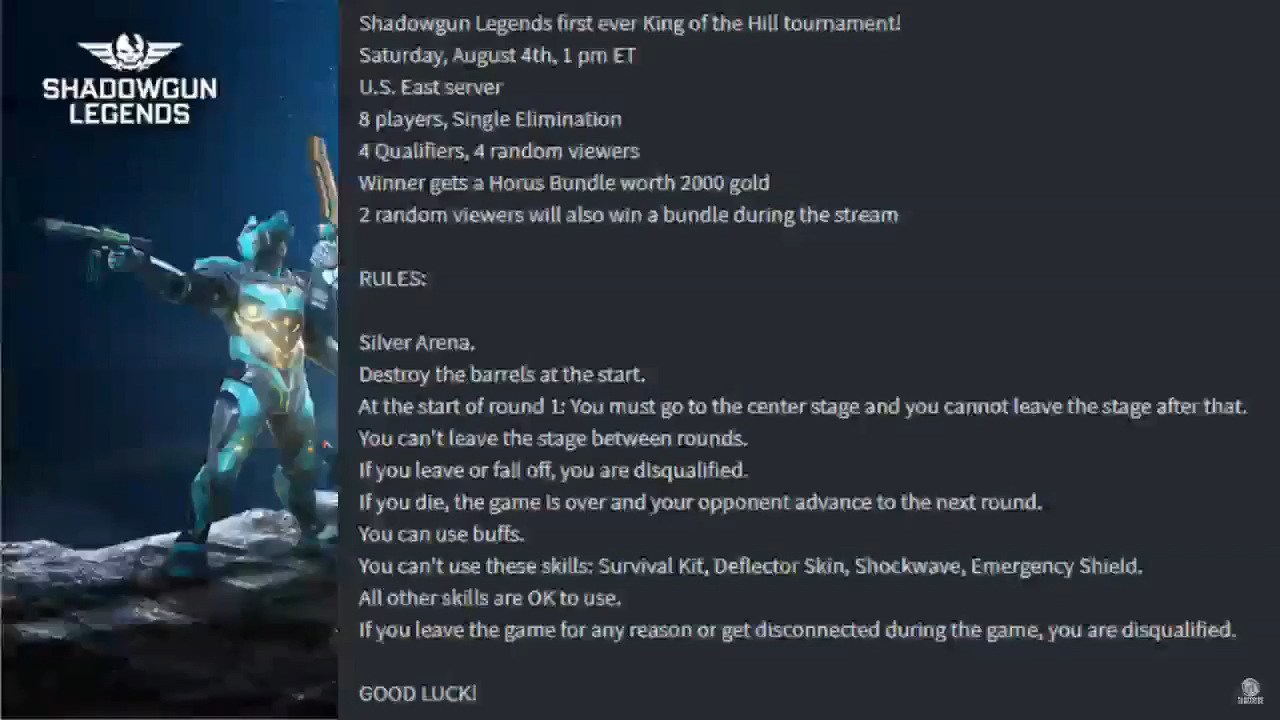 SHADOWGUN
LEGENDS
Shadowgun Legends first ever King of the Hill tournament!
Saturday, August 4th, 1 pm ET
U.S. East server
8 players, Single Elimination
4 Qualifiers, 4 random viewers
Winner gets a Horus Bundle worth 2000 gold
2 random viewers will also win a bundle during the stream
RULES:
Silver Arena.
Destroy the barrels at the start.
At the start of round 1: You must go to the center stage and you cannot leave the stage after that.
You can't leave the stage between rounds.
If you leave or fall off, you are disqualified.
If you die, the game is over and your opponent advance to the next round.
You can use buffs.
You can't use these skills: Survival Kit, Deflector Skin, Shockwave, Emergency Shield.
All other skills are OK to use.
If you leave the game for any reason or get disconnected during the game, you are disqualified.
GOOD LUCK!